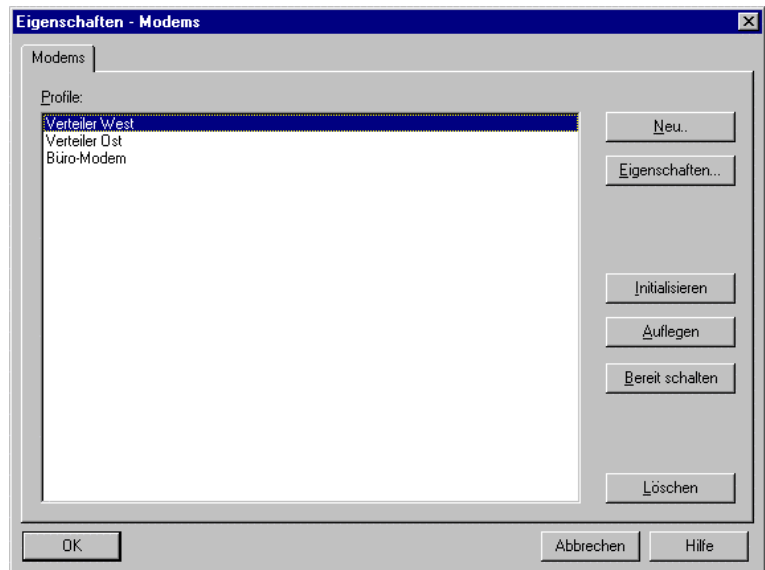 Eigenschaften - Modems
Modems
Profile:
Verteiler West
Verteiler Ost
Büro-Modem
Neu..
Eigenschaften...
Initialisieren
Auflegen
Bereit schalten
Löschen
OK
Abbrechen
Hilfe